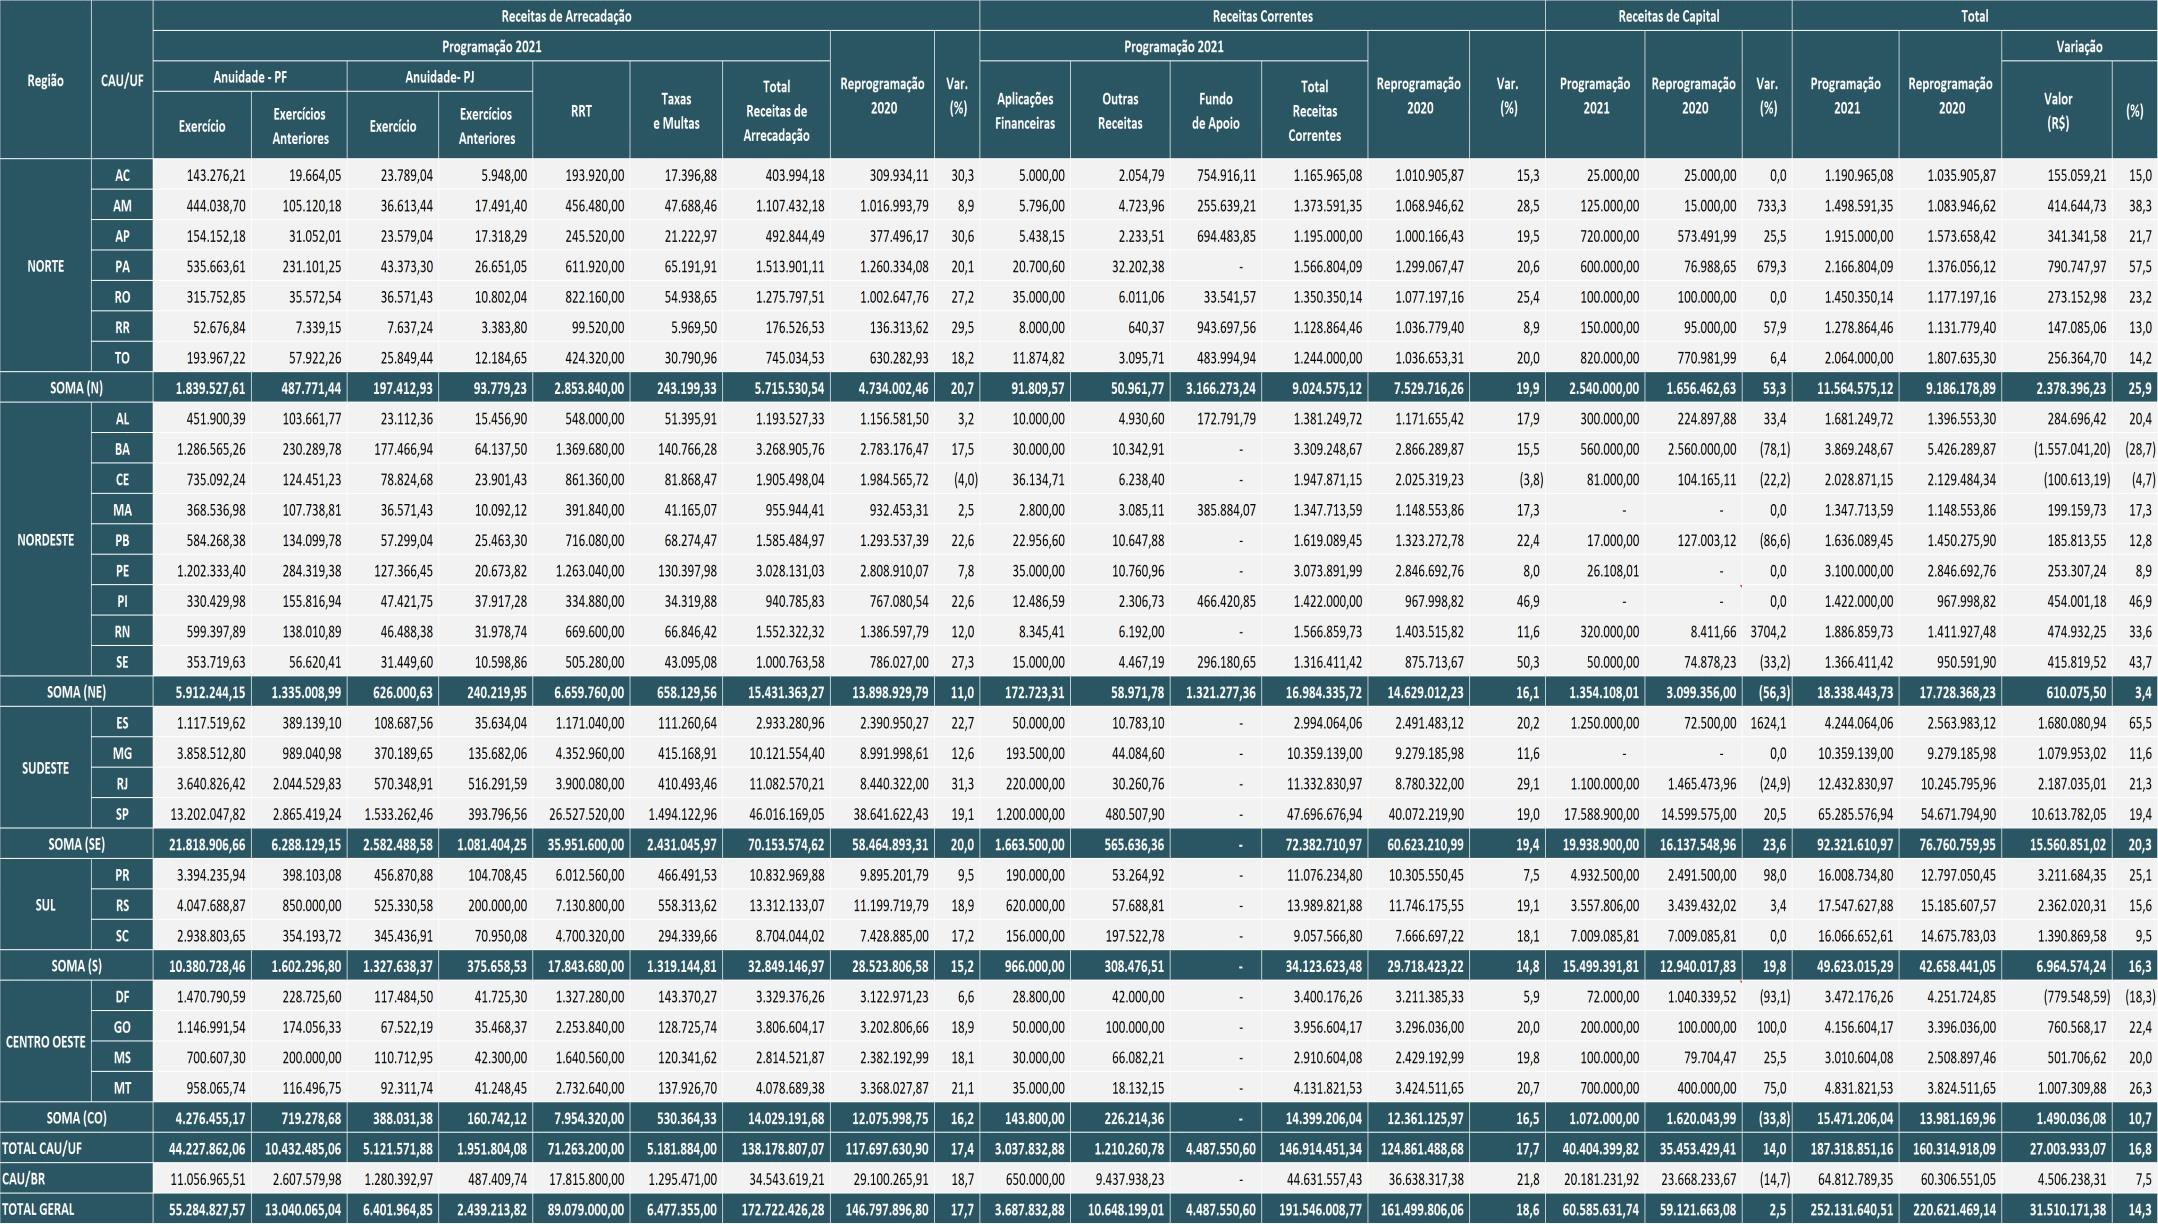 Receitas de Arrecadação Receitas Correntes Receitas de Capital Total
Programação 2021 Programação 2021 Variação
Região CAU/UF Anuidade - PF Anuidade- PJ RRT Taxas e Multas Total Receitas de Arrecadação Reprogramação 2020 Var. (%) Aplicações Financeiras Outras Receitas Fundo de Apoio Total Receitas Correntes Reprogramação 2020 Var. (%) Programação 2021 Reprogramação 2020 Var. (%) Programação 2021 Reprogramação 2020 Valor (R$) (%)
Exercício Exercícios Anteriores Exercício Exercícios Anteriores
NORTE
AC 143.276,21 19.664,05 23.789,04 5.948,00 193.920,00 17.396,88 403.994,18 309.934,11 30,3 5.000,00 2.054,79 754.916,11 1.165.965,08 1.010.905,87 15,3 25.000,00 25.000,00 0,0 1.190.965,08 1.035.905,87 155.059,21 15,0
AM 444.038,70 105.120,18 36.613,44 17.491,40 456.480,00 47.688,46 1.107.432,18 1.016.993,79 8,9 5.796,00 4.723,96 255.639,21 1.373.591,35 1.068.946,62 28,5 125.000,00 15.000,00 733,3 1.498.591,35 1.083.946,62 414.644,73 38,3
AP 154.152,18 31.052,01 23.579,04 17.318,29 245.520,00 21.222,97 492.844,49 377.496,17 30,6 5.438,15 2.233,51 694.483,85 1.195.000,00 1.000.166,43 19,5 720.000,00 573.491,99 25,5 1.915.000,00 1.573.658,42 341.341,58 21,7
PA 535.663,61 231.101,25 43.373,30 26.651,05 611.920,00 65.191,91 1.513.901,11 1.260.334,08 20,1 20.700,60 32.202,38 - 1.566.804,09 1.299.067,47 20,6 600.000,00 76.988,65 679,3 2.166.804,09 1.376.056,12 790.747,97 57,5
RO 315.752,85 35.572,54 36.571,43 10.802,04 822.160,00 54.938,65 1.275.797,51 1.002.647,76 27,2 35.000,00 6.011,06 33.541,57 1.350.350,14 1.077.197,16 25,4 100.000,00 100.000,00 0,0 1.450.350,14 1.177.197,16 273.152,98 23,2
RR 52.676,84 7.339,15 7.637,24 3.383,80 99.520,00 5.969,50 176.526,53 136.313,62 29,5 8.000,00 640,37 943.697,56 1.128.864,46 1.036.779,40 8,9 150.000,00 95.000,00 57,9 1.278.864,46 1.131.779,40 147.085,06 13,0
TO 193.967,22 57.922,26 25.849,44 12.184,65 424.320,00 30.790,96 745.034,53 630.282,93 18,2 11.874,82 3.095,71 483.994,94 1.244.000,00 1.036.653,31 20,0 820.000,00 770.981,99 6,4 2.064.000,00 1.807.635,30 256.364,70 14,2
SOMA (N) 1.839.527,61 487.771,44 197.412,93 93.779,23 2.853.840,00 243.199,33 5.715.530,54 4.734.002,46 20,7 91.809,57 50.961,77 3.166.273,24 9.024.575,12 7.529.716,26 19,9 2.540.000,00 1.656.462,63 53,3 11.564.575,12 9.186.178,89 2.378.396,23 25,9
NORDESTE
AL 451.900,39 103.661,77 23.112,36 15.456,90 548.000,00 51.395,91 1.193.527,33 1.156.581,50 3,2 10.000,00 4.930,60 172.791,79 1.381.249,72 1.171.655,42 17,9 300.000,00 224.897,88 33,4 1.681.249,72 1.396.553,30 284.696,42 20,4
BA 1.286.565,26 230.289,78 177.466,94 64.137,50 1.369.680,00 140.766,28 3.268.905,76 2.783.176,47 17,5 30.000,00 10.342,91 - 3.309.248,67 2.866.289,87 15,5 560.000,00 2.560.000,00 (78,1) 3.869.248,67 5.426.289,87 (1.557.041,20) (28,7)
CE 735.092,24 124.451,23 78.824,68 23.901,43 861.360,00 81.868,47 1.905.498,04 1.984.565,72 (4,0) 36.134,71 6.238,40 - 1.947.871,15 2.025.319,23 (3,8) 81.000,00 104.165,11 (22,2) 2.028.871,15 2.129.484,34 (100.613,19) (4,7)
MA 368.536,98 107.738,81 36.571,43 10.092,12 391.840,00 41.165,07 955.944,41 932.453,31 2,5 2.800,00 3.085,11 385.884,07 1.347.713,59 1.148.553,86 17,3 - - 0,0 1.347.713,59 1.148.553,86 199.159,73 17,3
PB 584.268,38 134.099,78 57.299,04 25.463,30 716.080,00 68.274,47 1.585.484,97 1.293.537,39 22,6 22.956,60 10.647,88 - 1.619.089,45 1.323.272,78 22,4 17.000,00 127.003,12 (86,6) 1.636.089,45 1.450.275,90 185.813,55 12,8
PE 1.202.333,40 284.319,38 127.366,45 20.673,82 1.263.040,00 130.397,98 3.028.131,03 2.808.910,07 7,8 35.000,00 10.760,96 - 3.073.891,99 2.846.692,76 8,0 26.108,01 - 0,0 3.100.000,00 2.846.692,76 253.307,24 8,9
PI 330.429,98 155.816,94 47.421,75 37.917,28 334.880,00 34.319,88 940.785,83 767.080,54 22,6 12.486,59 2.306,73 466.420,85 1.422.000,00 967.998,82 46,9 - - 0,0 1.422.000,00 967.998,82 454.001,18 46,9
RN 599.397,89 138.010,89 46.488,38 31.978,74 669.600,00 66.846,42 1.552.322,32 1.386.597,79 12,0 8.345,41 6.192,00 - 1.566.859,73 1.403.515,82 11,6 320.000,00 8.411,66 3704,2 1.886.859,73 1.411.927,48 474.932,25 33,6
SE 353.719,63 56.620,41 31.449,60 10.598,86 505.280,00 43.095,08 1.000.763,58 786.027,00 27,3 15.000,00 4.467,19 296.180,65 1.316.411,42 875.713,67 50,3 50.000,00 74.878,23 (33,2) 1.366.411,42 950.591,90 415.819,52 43,7
SOMA (NE) 5.912.244,15 1.335.008,99 626.000,63 240.219,95 6.659.760,00 658.129,56 15.431.363,27 13.898.929,79 11,0 172.723,31 58.971,78 1.321.277,36 16.984.335,72 14.629.012,23 16,1 1.354.108,01 3.099.356,00 (56,3) 18.338.443,73 17.728.368,23 610.075,50 3,4
SUDESTE
ES 1.117.519,62 389.139,10 108.687,56 35.634,04 1.171.040,00 111.260,64 2.933.280,96 2.390.950,27 22,7 50.000,00 10.783,10 - 2.994.064,06 2.491.483,12 20,2 1.250.000,00 72.500,00 1624,1 4.244.064,06 2.563.983,12 1.680.080,94 65,5
MG 3.858.512,80 989.040,98 370.189,65 135.682,06 4.352.960,00 415.168,91 10.121.554,40 8.991.998,61 12,6 193.500,00 44.084,60 - 10.359.139,00 9.279.185,98 11,6 - - 0,0 10.359.139,00 9.279.185,98 1.079.953,02 11,6
RJ 3.640.826,42 2.044.529,83 570.348,91 516.291,59 3.900.080,00 410.493,46 11.082.570,21 8.440.322,00 31,3 220.000,00 30.260,76 - 11.332.830,97 8.780.322,00 29,1 1.100.000,00 1.465.473,96 (24,9) 12.432.830,97 10.245.795,96 2.187.035,01 21,3
SP 13.202.047,82 2.865.419,24 1.533.262,46 393.796,56 26.527.520,00 1.494.122,96 46.016.169,05 38.641.622,43 19,1 1.200.000,00 480.507,90 - 47.696.676,94 40.072.219,90 19,0 17.588.900,00 14.599.575,00 20,5 65.285.576,94 54.671.794,90 10.613.782,05 19,4
SOMA (SE) 21.818.906,66 6.288.129,15 2.582.488,58 1.081.404,25 35.951.600,00 2.431.045,97 70.153.574,62 58.464.893,31 20,0 1.663.500,00 565.636,36 - 72.382.710,97 60.623.210,99 19,4 19.938.900,00 16.137.548,96 23,6 92.321.610,97 76.760.759,95 15.560.851,02 20,3
SUL
PR 3.394.235,94 398.103,08 456.870,88 104.708,45 6.012.560,00 466.491,53 10.832.969,88 9.895.201,79 9,5 190.000,00 53.264,92 - 11.076.234,80 10.305.550,45 7,5 4.932.500,00 2.491.500,00 98,0 16.008.734,80 12.797.050,45 3.211.684,35 25,1
RS 4.047.688,87 850.000,00 525.330,58 200.000,00 7.130.800,00 558.313,62 13.312.133,07 11.199.719,79 18,9 620.000,00 57.688,81 - 13.989.821,88 11.746.175,55 19,1 3.557.806,00 3.439.432,02 3,4 17.547.627,88 15.185.607,57 2.362.020,31 15,6
SC 2.938.803,65 354.193,72 345.436,91 70.950,08 4.700.320,00 294.339,66 8.704.044,02 7.428.885,00 17,2 156.000,00 197.522,78 - 9.057.566,80 7.666.697,22 18,1 7.009.085,81 7.009.085,81 0,0 16.066.652,61 14.675.783,03 1.390.869,58 9,5
SOMA (S) 10.380.728,46 1.602.296,80 1.327.638,37 375.658,53 17.843.680,00 1.319.144,81 32.849.146,97 28.523.806,58 15,2 966.000,00 308.476,51 - 34.123.623,48 29.718.423,22 14,8 15.499.391,81 12.940.017,83 19,8 49.623.015,29 42.658.441,05 6.964.574,24 16,3
CENTRO OESTE
DF 1.470.790,59 228.725,60 117.484,50 41.725,30 1.327.280,00 143.370,27 3.329.376,26 3.122.971,23 6,6 28.800,00 42.000,00 - 3.400.176,26 3.211.385,33 5,9 72.000,00 1.040.339,52 (93,1) 3.472.176,26 4.251.724,85 (779.548,59) (18,3)
GO 1.146.991,54 174.056,33 67.522,19 35.468,37 2.253.840,00 128.725,74 3.806.604,17 3.202.806,66 18,9 50.000,00 100.000,00 - 3.956.604,17 3.296.036,00 20,0 200.000,00 100.000,00 100,0 4.156.604,17 3.396.036,00 760.568,17 22,4
MS 700.607,30 200.000,00 110.712,95 42.300,00 1.640.560,00 120.341,62 2.814.521,87 2.382.192,99 18,1 30.000,00 66.082,21 - 2.910.604,08 2.429.192,99 19,8 100.000,00 79.704,47 25,5 3.010.604,08 2.508.897,46 501.706,62 20,0
MT 958.065,74 116.496,75 92.311,74 41.248,45 2.732.640,00 137.926,70 4.078.689,38 3.368.027,87 21,1 35.000,00 18.132,15 - 4.131.821,53 3.424.511,65 20,7 700.000,00 400.000,00 75,0 4.831.821,53 3.824.511,65 1.007.309,88 26,3
SOMA (CO) 4.276.455,17 719.278,68 388.031,38 160.742,12 7.954.320,00 530.364,33 14.029.191,68 12.075.998,75 16,2 143.800,00 226.214,36 - 14.399.206,04 12.361.125,97 16,5 1.072.000,00 1.620.043,99 (33,8) 15.471.206,04 13.981.169,96 1.490.036,08 10,7
TOTAL CAU/UF 44.227.862,06 10.432.485,06 5.121.571,88 1.951.804,08 71.263.200,00 5.181.884,00 138.178.807,07 117.697.630,90 17,4 3.037.832,88 1.210.260,78 4.487.550,60 146.914.451,34 124.861.488,68 17,7 40.404.399,82 35.453.429,41 14,0 187.318.851,16 160.314.918,09 27.003.933,07 16,8
CAU/BR 11.056.965,51 2.607.579,98 1.280.392,97 487.409,74 17.815.800,00 1.295.471,00 34.543.619,21 29.100.265,91 18,7 650.000,00 9.437.938,23 - 44.631.557,43 36.638.317,38 21,8 20.181.231,92 23.668.233,67 (14,7) 64.812.789,35 60.306.551,05 4.506.238,31 7,5
TOTAL GERAL 55.284.827,57 13.040.065,04 6.401.964,85 2.439.213,82 89.079.000,00 6.477.355,00 172.722.426,28 146.797.896,80 17,7 3.687.832,88 10.648.199,01 4.487.550,60 191.546.008,77 161.499.806,06 18,6 60.585.631,74 59.121.663,08 2,5 252.131.640,51 220.621.469,14 31.510.171,38 14,3